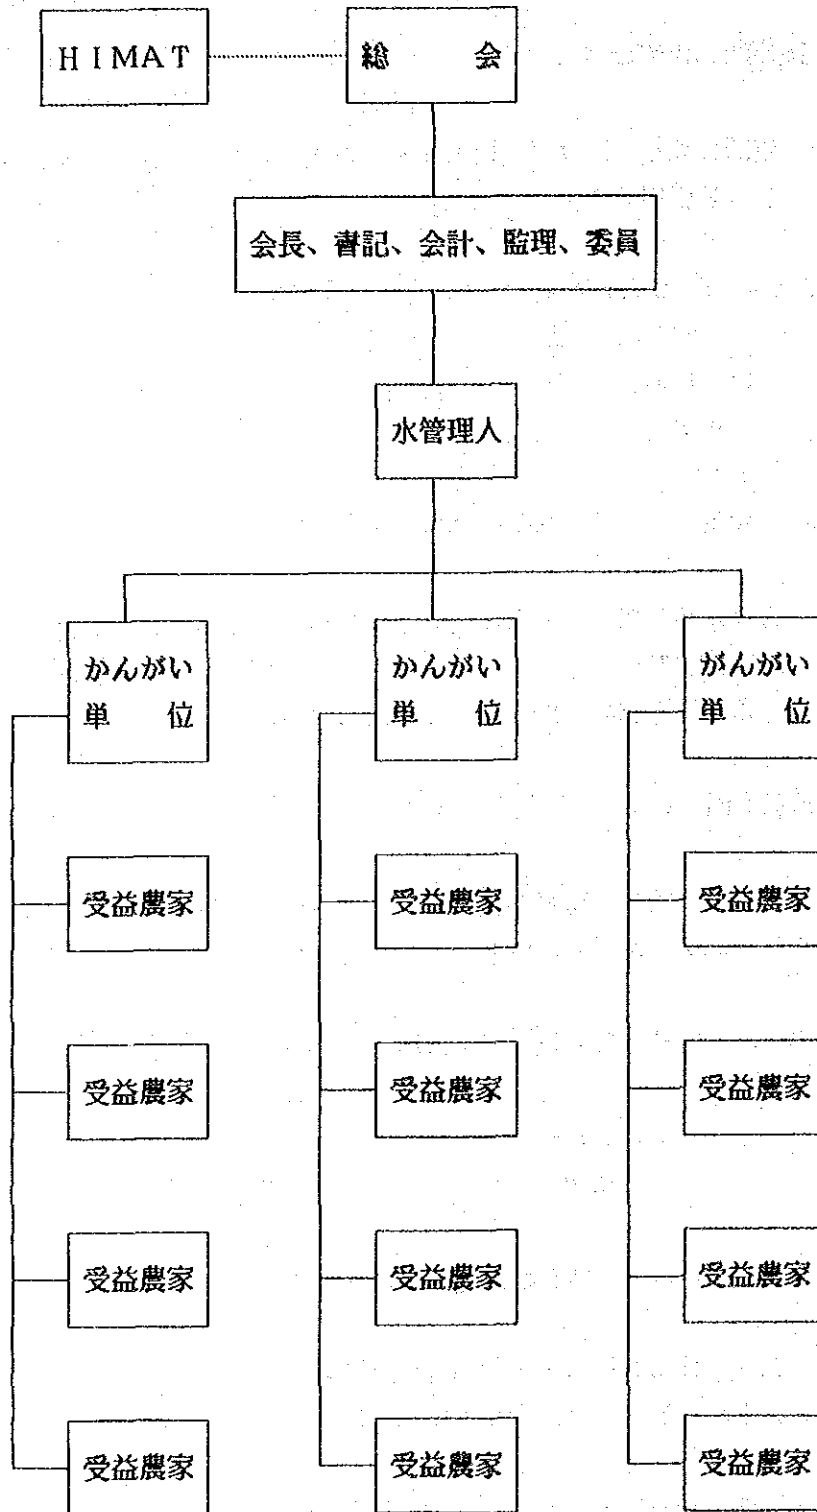 HIMAT
総 会
会長、書記、会計、監理、委員
水管理人
かんがい
単 位
かんがい
単 位
がんがい
単 位
受益農家
受益農家
受益農家
受益農家
受益農家
受益農家
受益農家
受益農家
受益農家
受益農家
受益農家
受益農家